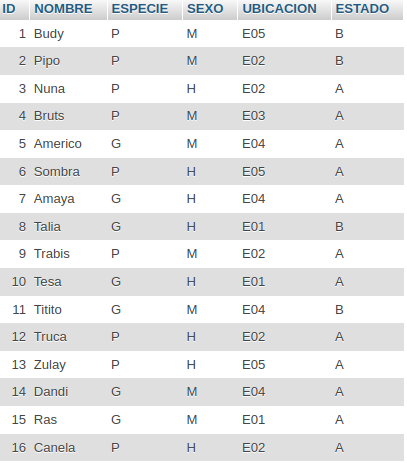 ID NOMBRE ESPECIE SEXO UBICACION ESTADO
1 Budy P M E05 B
2 Pipo P M E02 B
3 Nuna P H E02 A
4 Bruts P M E03 A
5 Americo G M E04 A
6 Sombra P H E05 A
7 Amaya G H E04 A
8 Talia G H E01 B
9 Trabis P M E02 A
10 Tesa G H E01 A
11 Titito G M E04 B
12 Truca P H E02 A
13 Zulay P H E05 A
14 Dandi G M E04 A
15 Ras G M E01 A
16 Canela P H E02 A